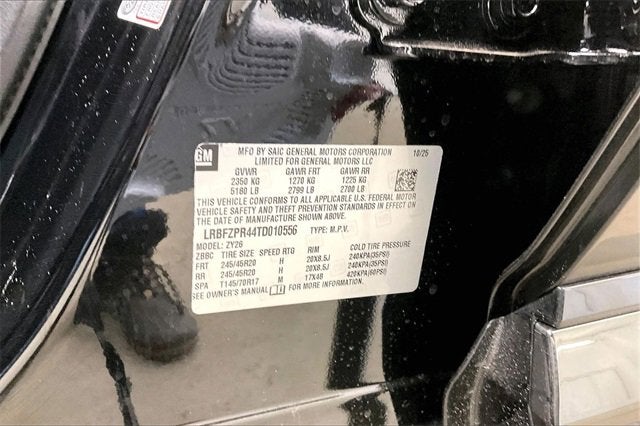 GM
MFG BY SAIC GENERAL MOTORS CORPORATION 10/25
LIMITED FOR GENERAL MOTORS LLC
GVWR GAWR FRT GAWR RR
2350 KG 1270 KG 1225 KG
5180 LB 2799 LB 2700 LB
THIS VEHICLE CONFORMS TO ALL APPLICABLE U.S. FEDERAL MOTOR
VEHICLE SAFETY AND THEFT PREVENTION STANDARDS IN EFFECT ON
THE DATE OF MANUFACTURE SHOWN ABOVE.
LRBFZPR44TD010556 TYPE: M.P.V.
MODEL: ZY26
ZBBC TIRE SIZE SPEED RTG RIM COLD TIRE PRESSURE
FRT 245/45R20 H 20X8.5J 240KPA(35PSI)
RR 245/45R20 H 20X8.5J 240KPA(35PSI)
SPA T145/70R17 M 17X4B 420KPA(60PSI)
SEE OWNER'S MANUAL FOR MORE INFORMATION.